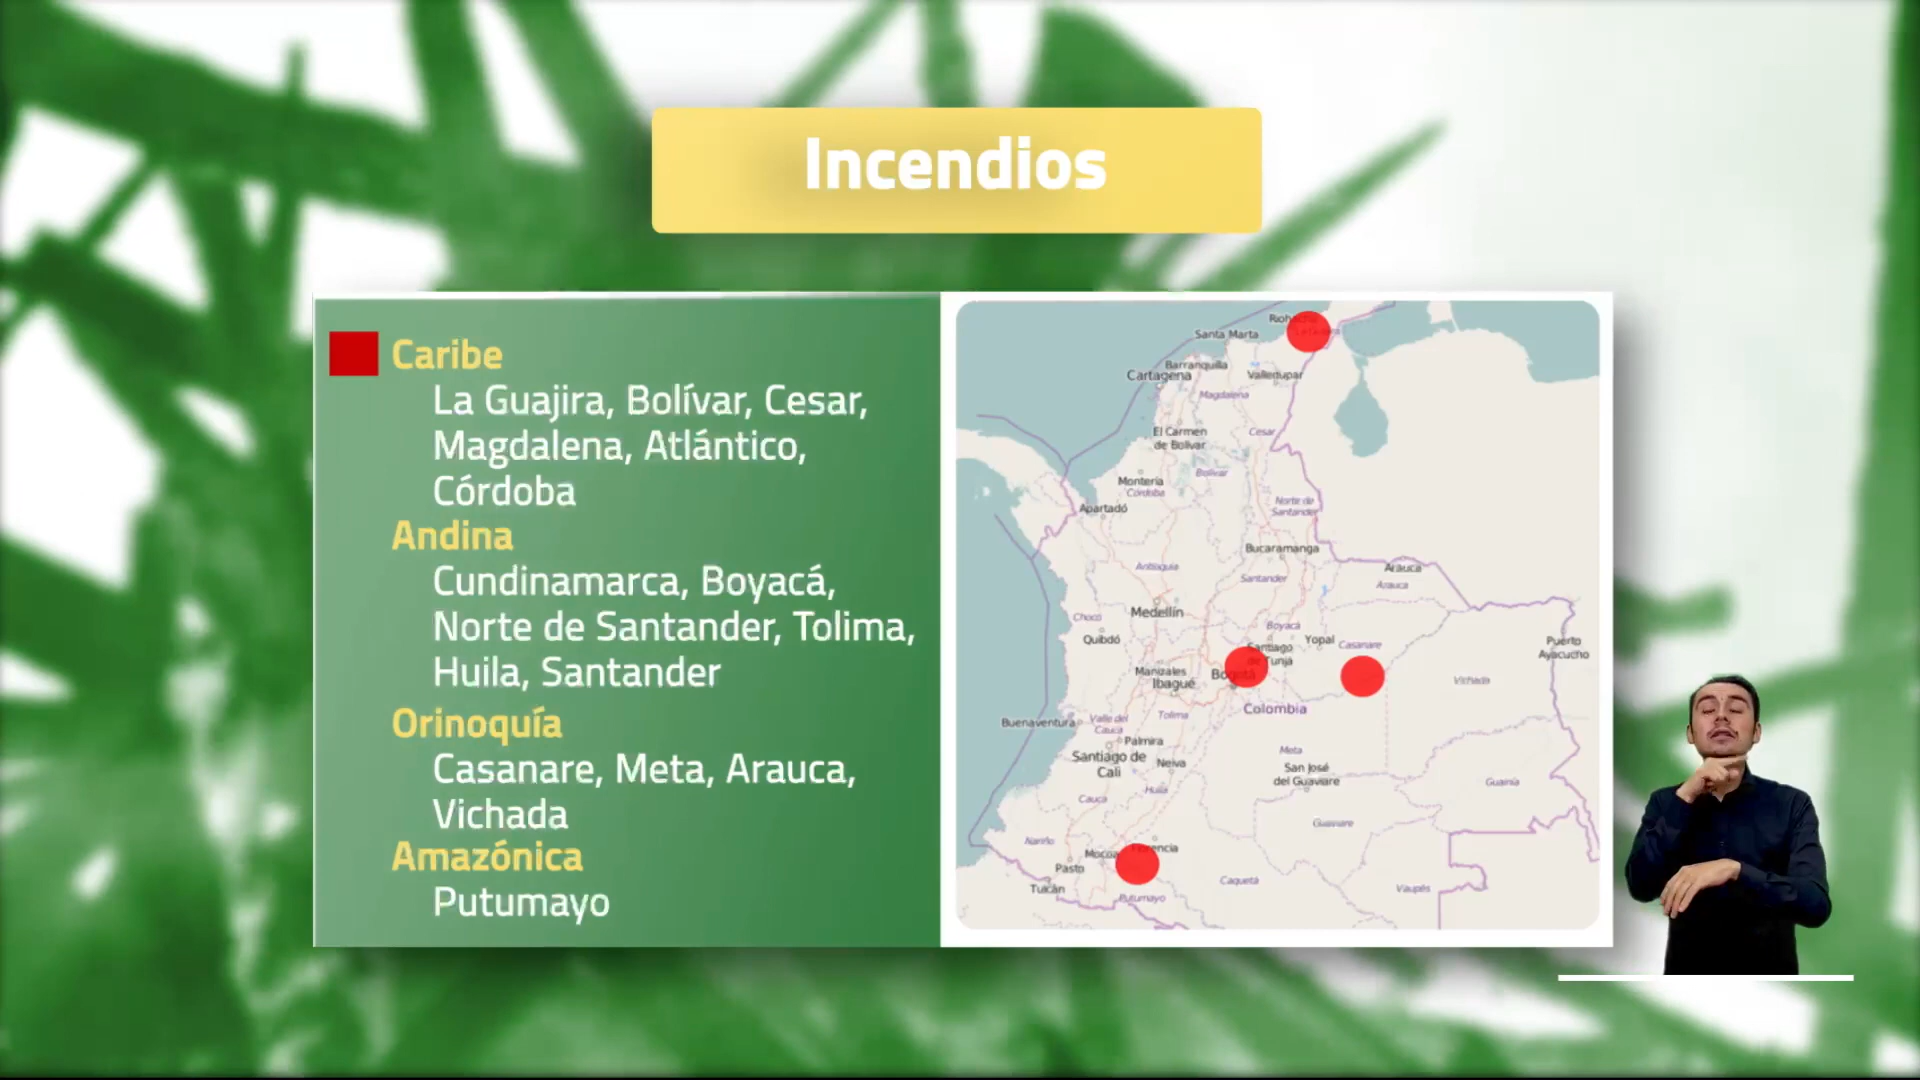 Incendios
Caribe
La Guajira, Bolívar, Cesar,
Magdalena, Atlántico,
Córdoba
Andina
Cundinamarca, Boyacá,
Norte de Santander, Tolima,
Huila, Santander
Orinoquía
Casanare, Meta, Arauca,
Vichada
Amazónica
Putumayo
Santa Marta
Barranquilla
Cartagena
Valledupar
Magdalena
El Carmen
de Bolívar
Cesar
Bolívar
Montería
Córdoba
Apartadó
Norte de
Santander
Bucaramanga
Antioquia
Santander
Arauca
Arauca
Medellín
Chocó
Quibdó
Boyacá
Yopal
Casanare
Puerto
Ayacucho
Santiago
Tunja
Manizales
Ibagué
Vichada
Colombia
Buenaventura
Valle del
Cauca
Tolima
Palmira
Santiago de
Cali
Neiva
Meta
San José
del Guaviare
Guainía
Huila
Cauca
Guaviare
Nariño
Mocoa
Pasto
Tulcán
Putumayo
Caquetá
Vaupés